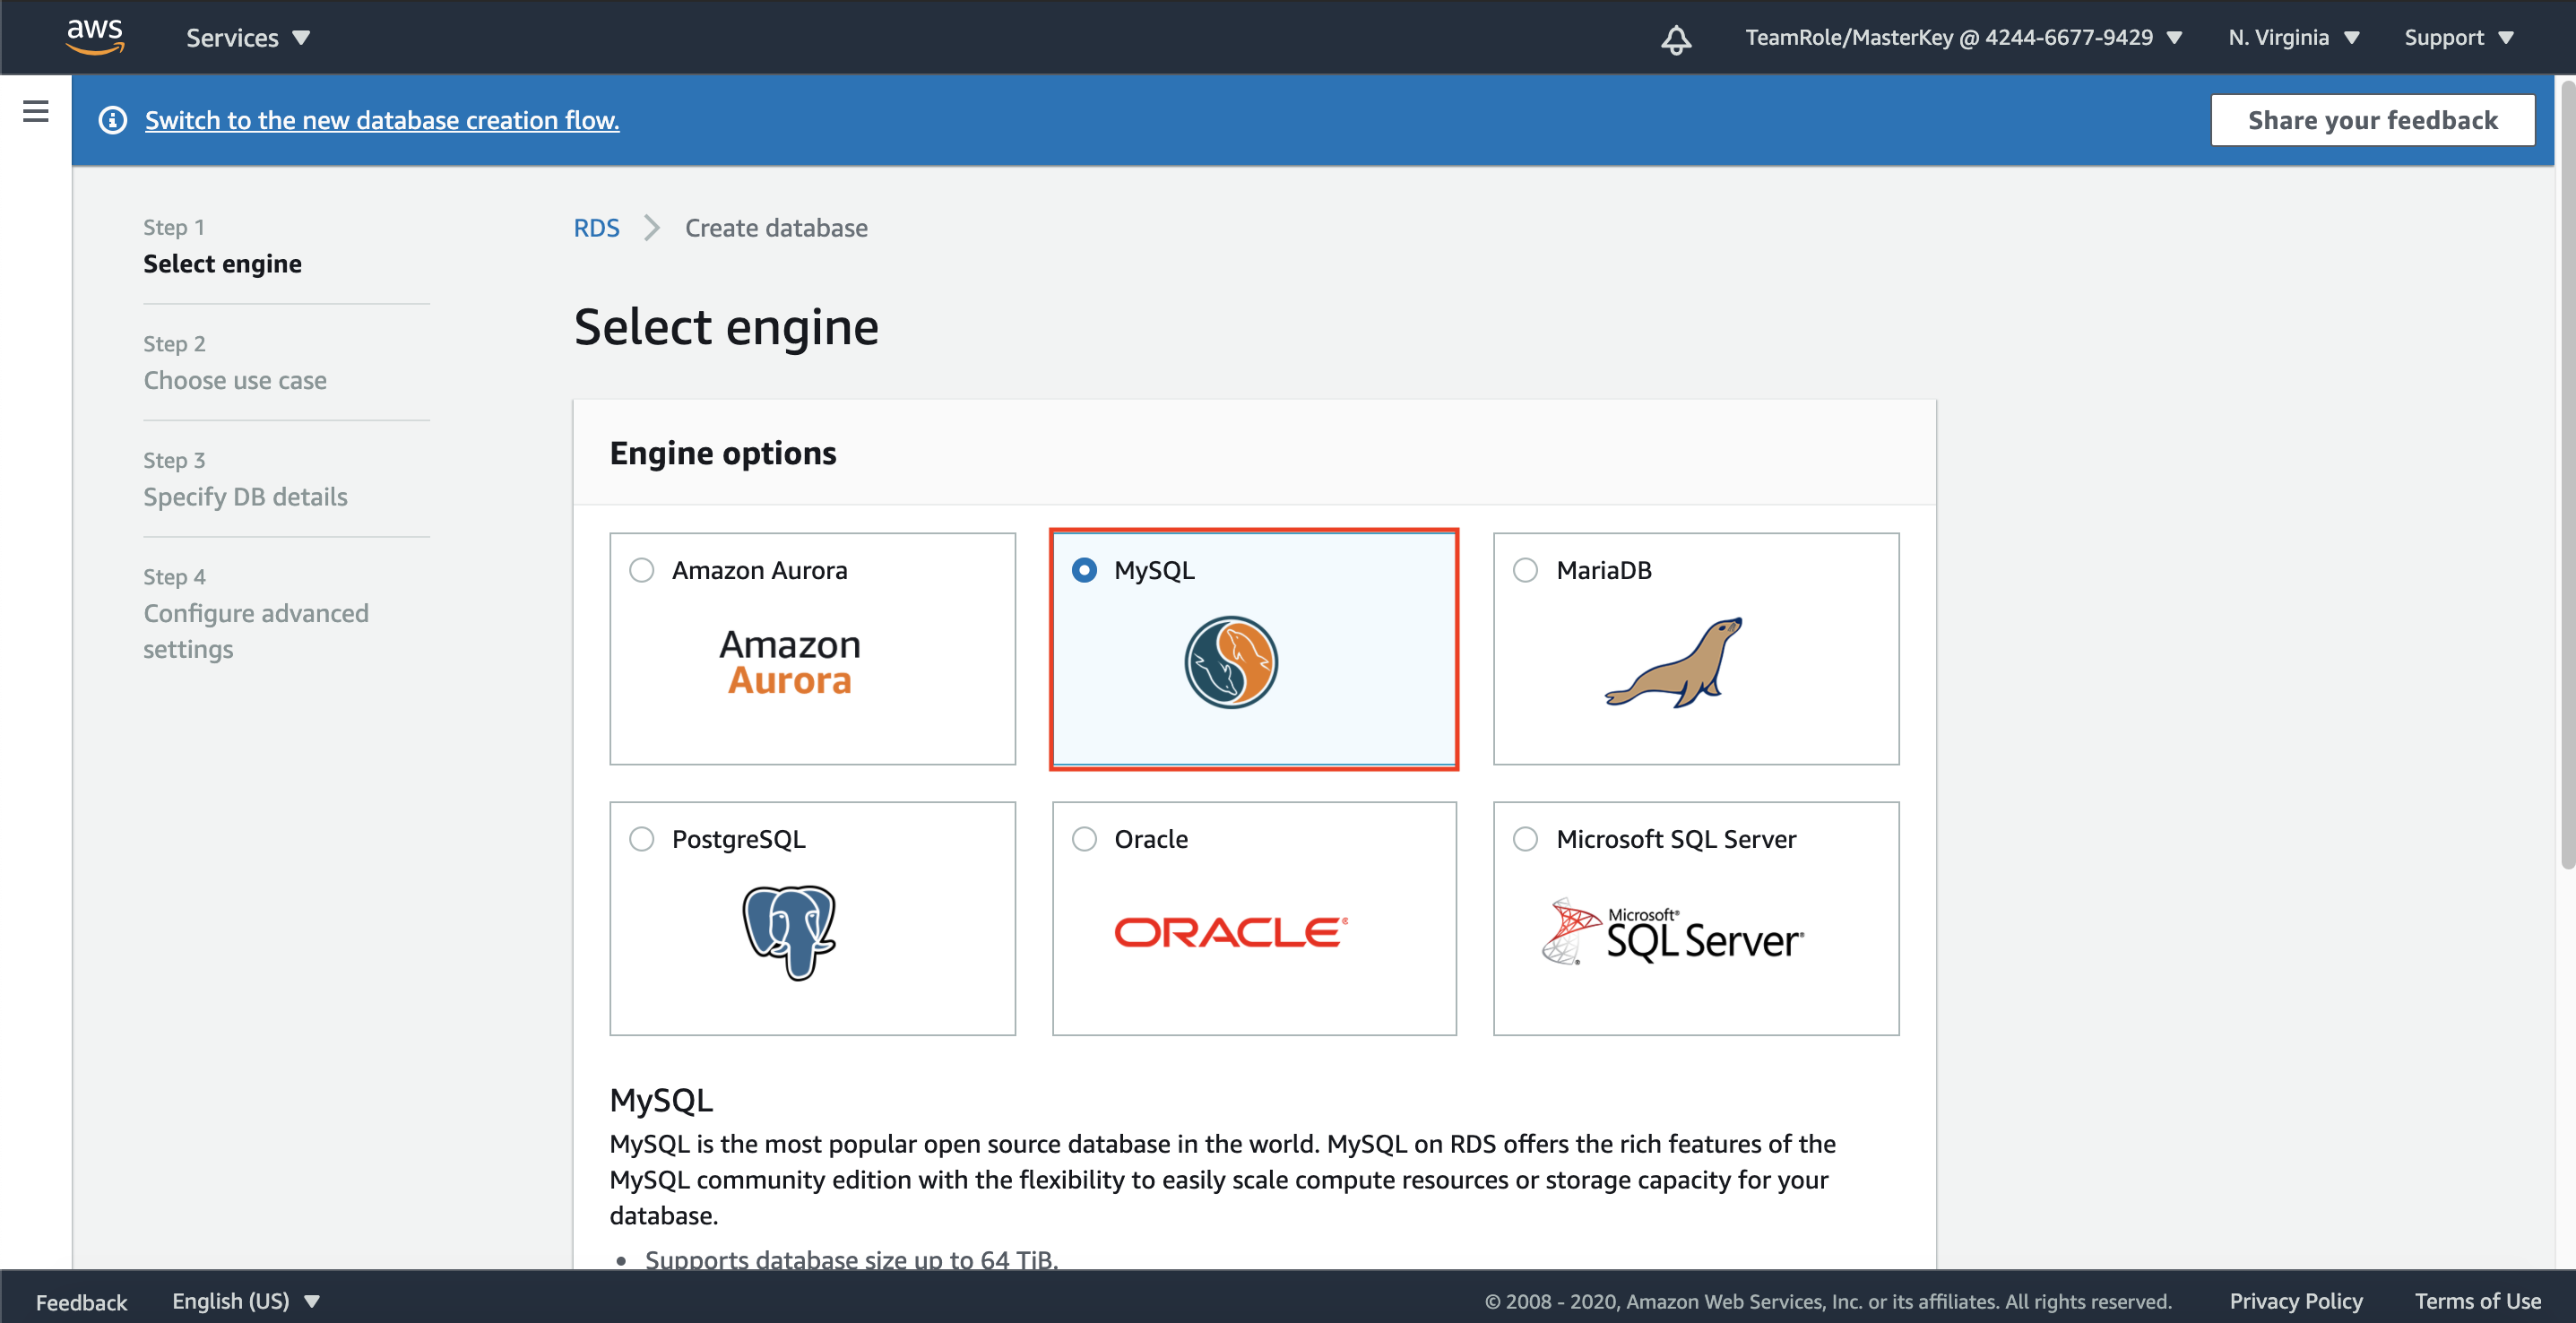 aws
Services
TeamRole/MasterKey @ 4244-6677-9429
N. Virginia
Support
Switch to the new database creation flow.
Share your feedback
Step 1
Select engine
Step 2
Choose use case
Step 3
Specify DB details
Step 4
Configure advanced
settings
RDS
Create database
Select engine
Engine options
Amazon Aurora
Amazon
Aurora
MySQL
MariaDB
PostgreSQL
Oracle
ORACLE®
Microsoft SQL Server
Microsoft®
SQL Server®
MySQL
MySQL is the most popular open source database in the world. MySQL on RDS offers the rich features of the
MySQL community edition with the flexibility to easily scale compute resources or storage capacity for your
database.
• Supports database size up to 64 TiB.
Feedback
English (US)
© 2008 - 2020, Amazon Web Services, Inc. or its affiliates. All rights reserved.
Privacy Policy
Terms of Use